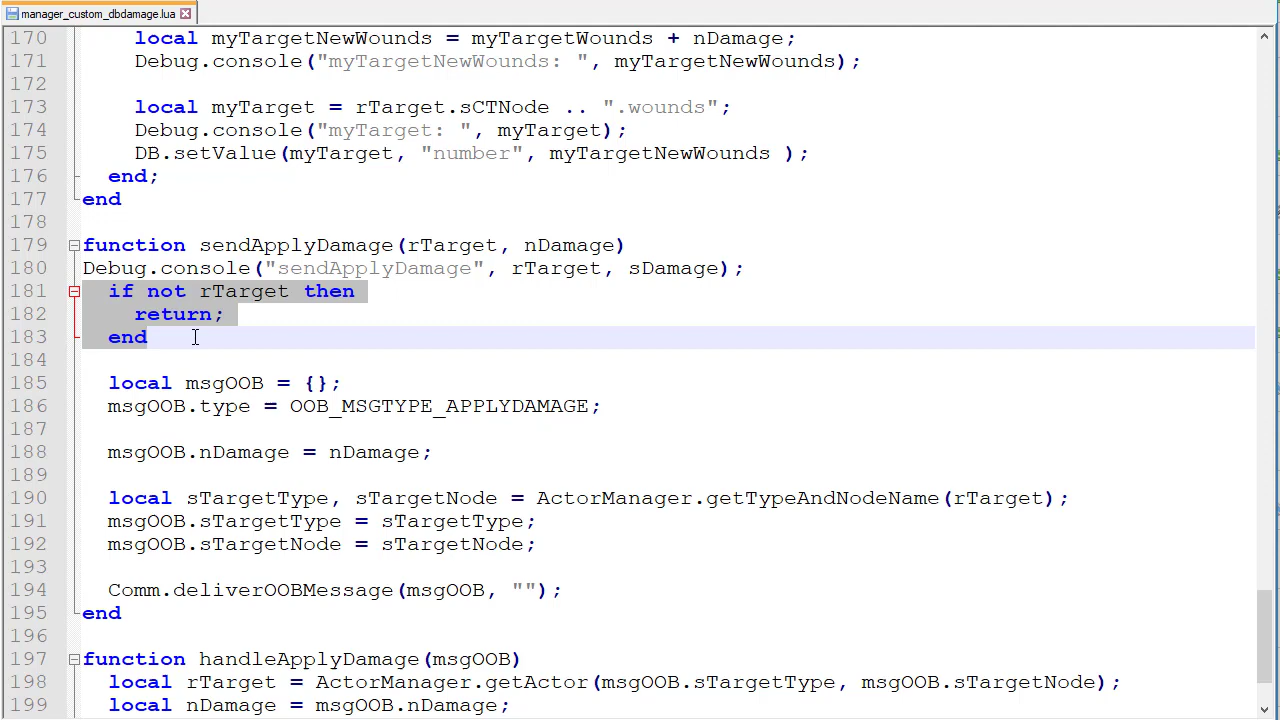 manager_custom_dbdamage.lua
170 local myTargetNewWounds = myTargetWounds + nDamage;
171 Debug.console("myTargetNewWounds: ", myTargetNewWounds);
172
173 local myTarget = rTarget.sCTNode .. ".wounds";
174 Debug.console("myTarget: ", myTarget);
175 DB.setValue(myTarget, "number", myTargetNewWounds );
176 end;
177 end
178
179 function sendApplyDamage(rTarget, nDamage)
180 Debug.console("sendApplyDamage", rTarget, sDamage);
181 if not rTarget then
182 return;
183 end
184
185 local msgOOB = {};
186 msgOOB.type = OOB_MSGTYPE_APPLYDAMAGE;
187
188 msgOOB.nDamage = nDamage;
189
190 local sTargetType, sTargetNode = ActorManager.getTypeAndNodeName(rTarget);
191 msgOOB.sTargetType = sTargetType;
192 msgOOB.sTargetNode = sTargetNode;
193
194 Comm.deliverOOBMessage(msgOOB, "");
195 end
196
197 function handleApplyDamage(msgOOB)
198 local rTarget = ActorManager.getActor(msgOOB.sTargetType, msgOOB.sTargetNode);
199 local nDamage = msgOOB.nDamage;